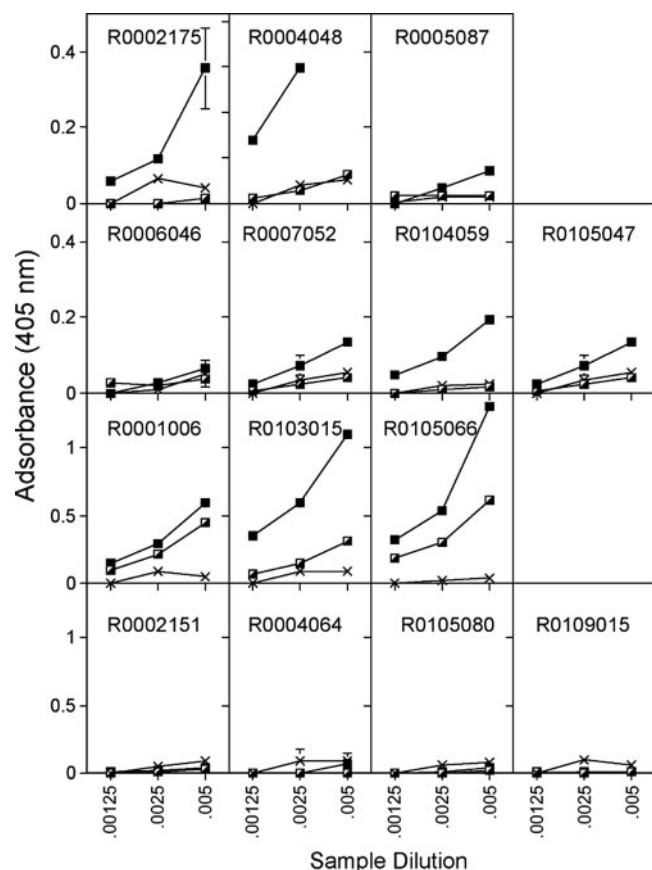 R0002175 R0004048 R0005087
0.4
0.2
0
R0006046 R0007052 R0104059 R0105047
0.4
0.2
0
Adsorbance (405 nm)
R0001006 R0103015 R0105066
1
0.5
0
R0002151 R0004064 R0105080 R0109015
1
0.5
0
.00125 .0025 .005 .00125 .0025 .005 .00125 .0025 .005 .00125 .0025 .005
Sample Dilution